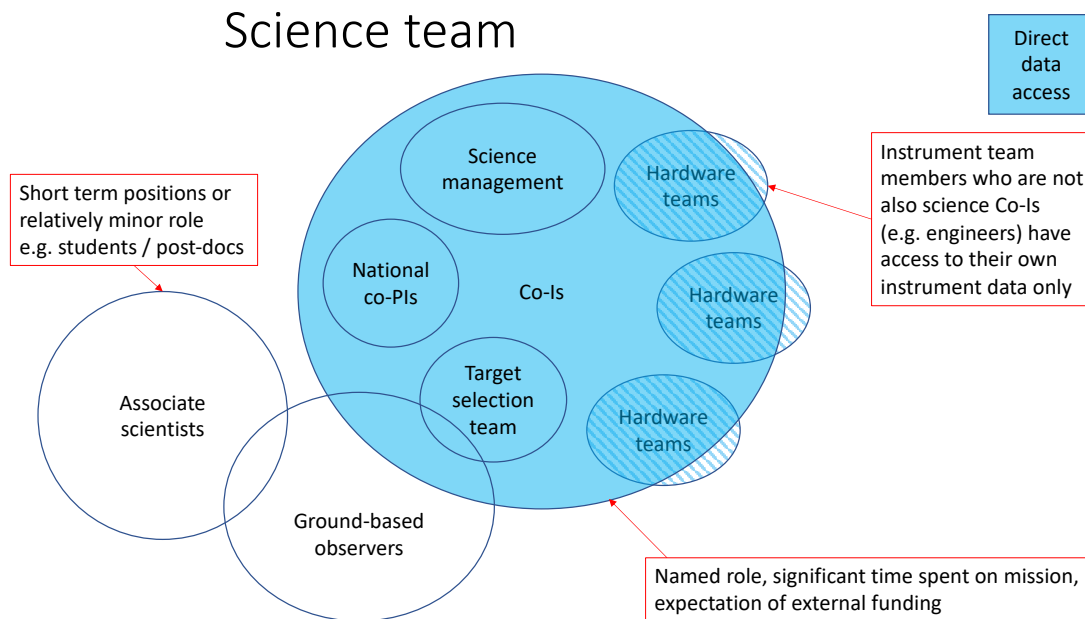 Science team
Direct
data
access
Science
management
Hardware
teams
Instrument team
members who are not
also science Co-Is
(e.g. engineers) have
access to their own
instrument data only
Short term positions or
relatively minor role
e.g. students / post-docs
National
co-PIs
Co-Is
Hardware
teams
Target
selection
team
Hardware
teams
Associate
scientists
Ground-based
observers
Named role, significant time spent on mission,
expectation of external funding